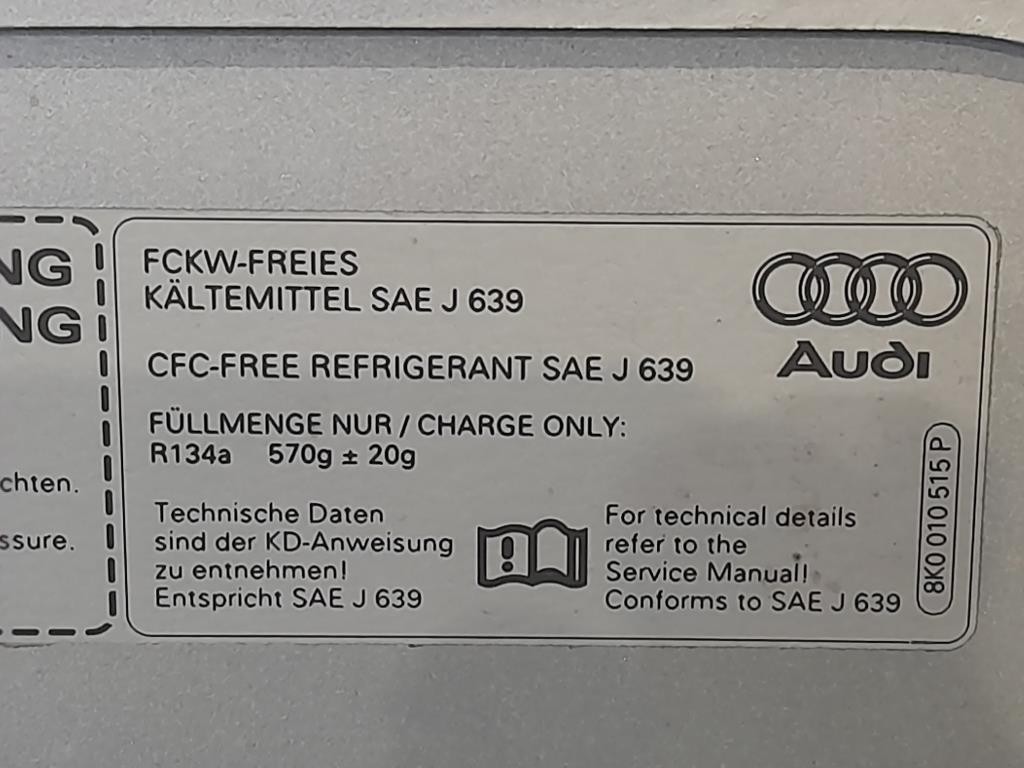 NG
NG
chten.
ssure.
FCKW-FREIES
KÄLTEMITTEL SAE J 639
CFC-FREE REFRIGERANT SAE J 639
FÜLLMENGE NUR / CHARGE ONLY:
R134a 570g ± 20g
Technische Daten
sind der KD-Anweisung
zu entnehmen!
Entspricht SAE J 639
For technical details
refer to the
Service Manual!
Conforms to SAE J 639
Audi
8K0 010 515 P